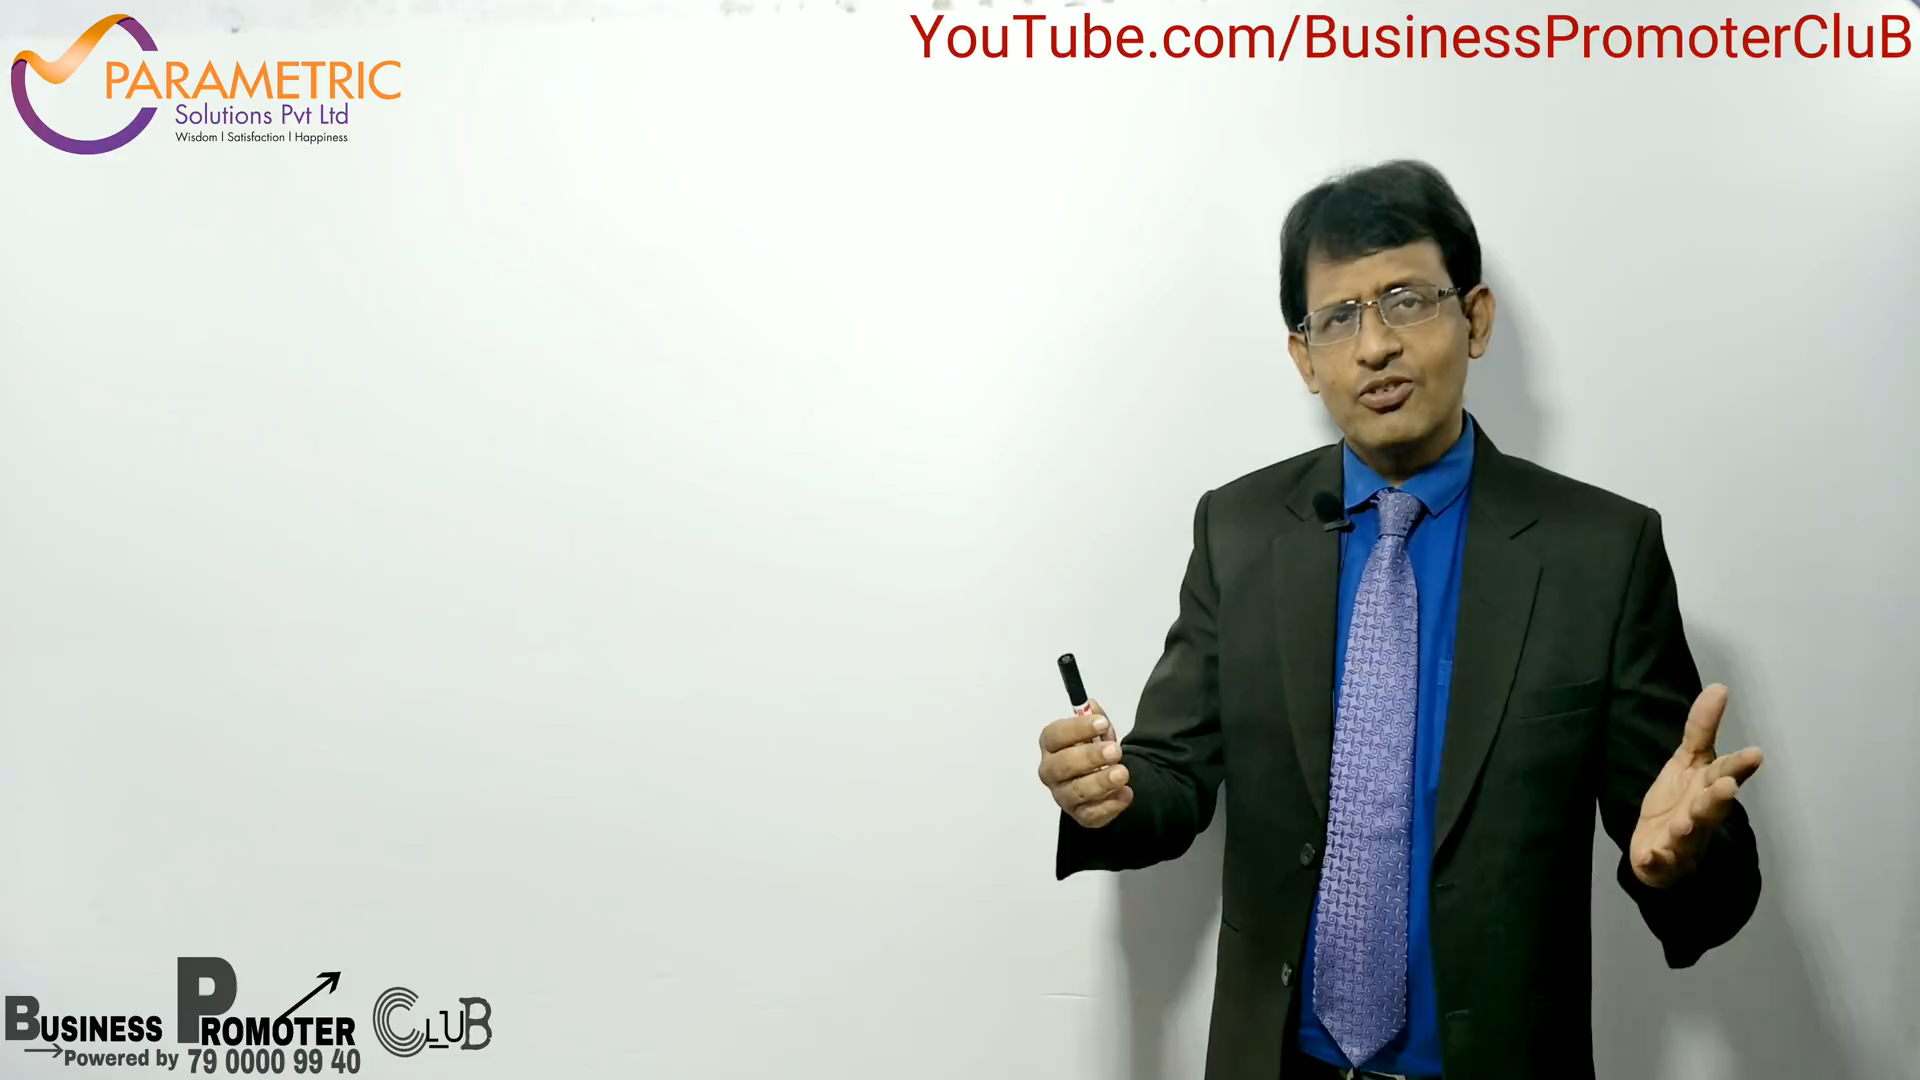 YouTube.com/BusinessPromoterCluB
PARAMETRIC
Solutions Pvt Ltd
Wisdom | Satisfaction | Happiness
BUSINESS PROMOTER CLUB
Powered by 79 0000 99 40